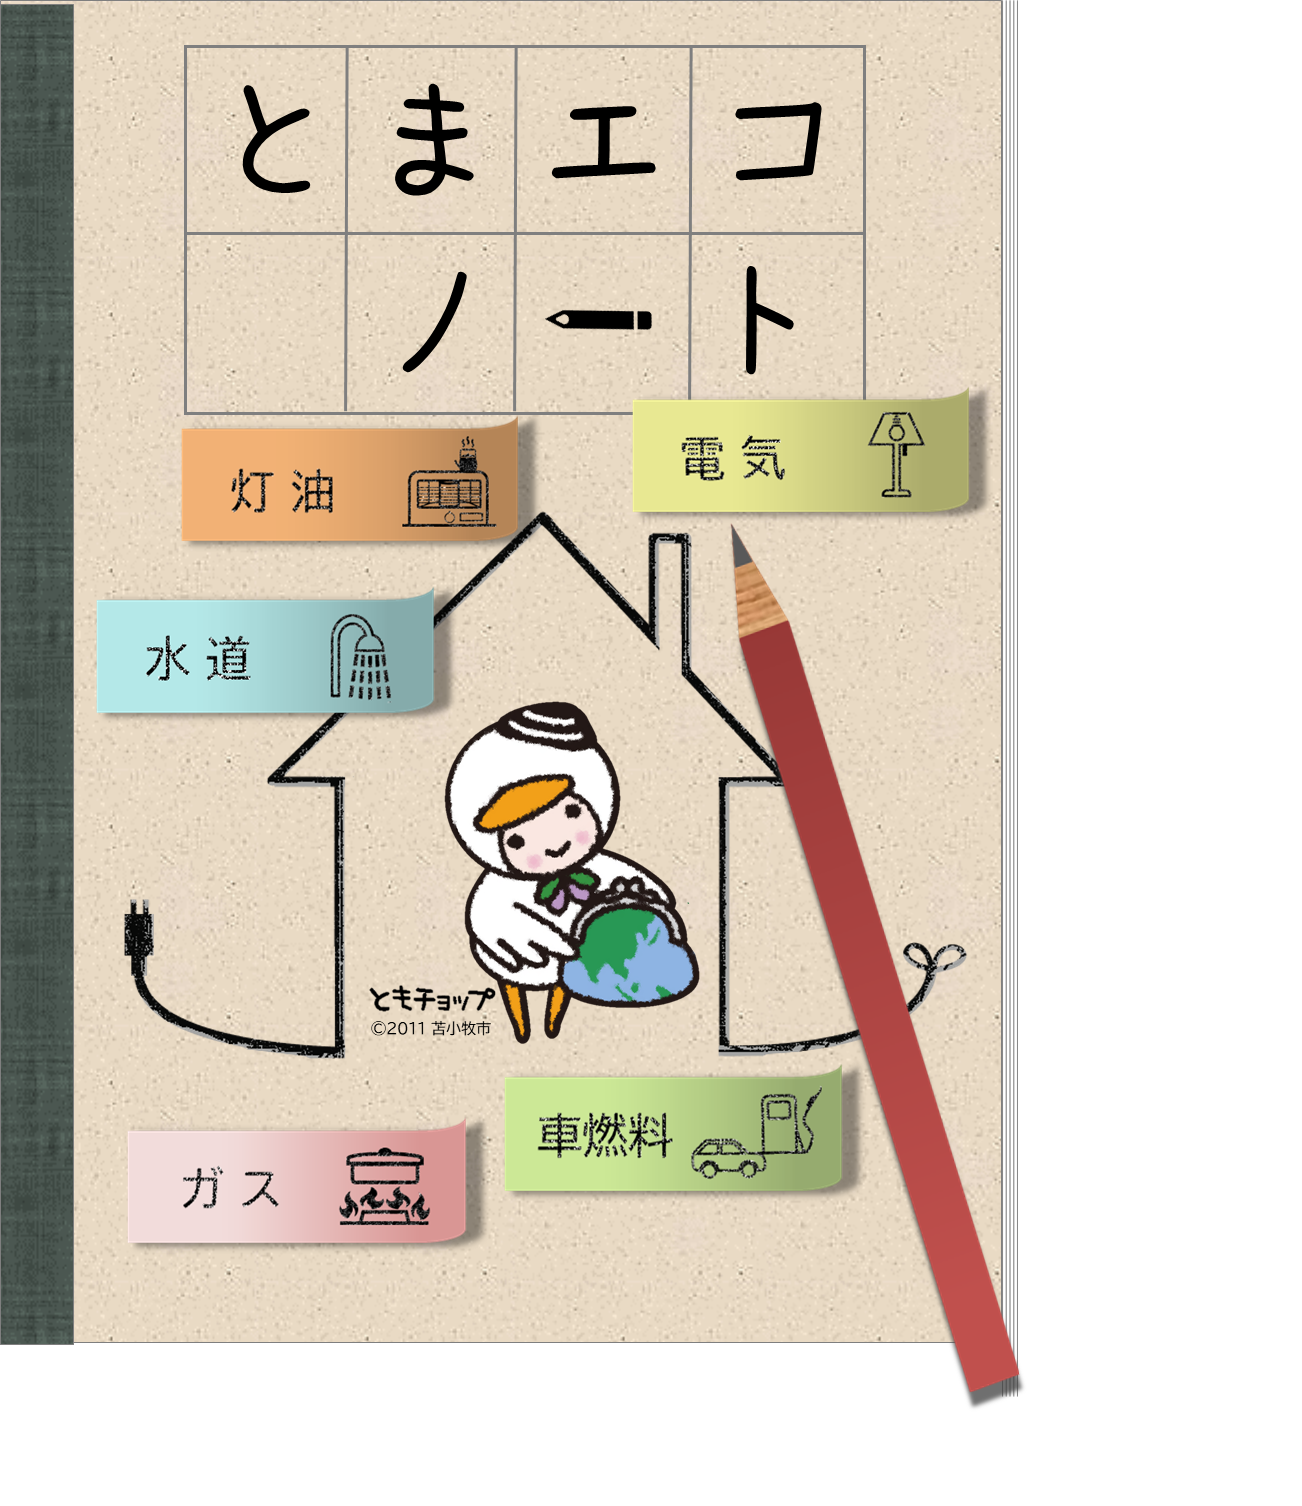 とまエコ
ノート
電気
灯油
水道
とまチョップ
©2011 苫小牧市
車燃料
ガス